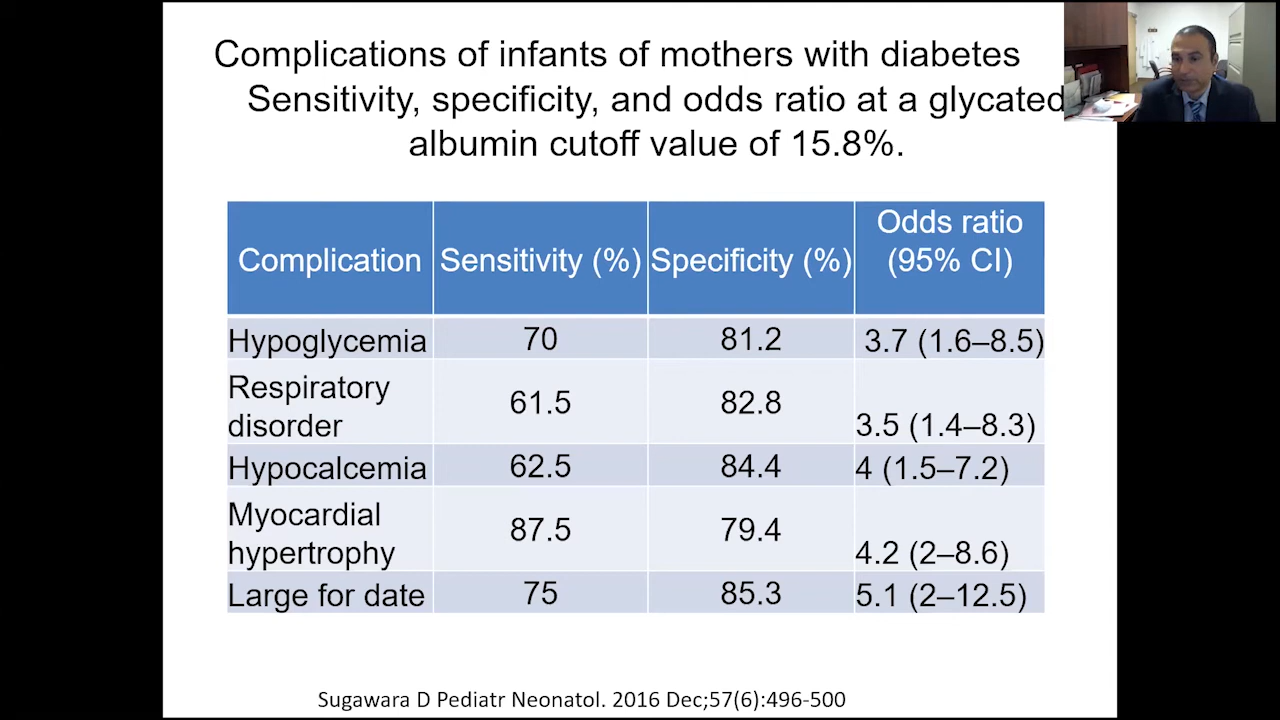 Complications of infants of mothers with diabetes
Sensitivity, specificity, and odds ratio at a glycated
albumin cutoff value of 15.8%.
Complication Sensitivity (%) Specificity (%) Odds ratio (95% CI)
Hypoglycemia 70 81.2 3.7 (1.6–8.5)
Respiratory disorder 61.5 82.8 3.5 (1.4–8.3)
Hypocalcemia 62.5 84.4 4 (1.5–7.2)
Myocardial hypertrophy 87.5 79.4 4.2 (2–8.6)
Large for date 75 85.3 5.1 (2–12.5)
Sugawara D Pediatr Neonatol. 2016 Dec;57(6):496-500